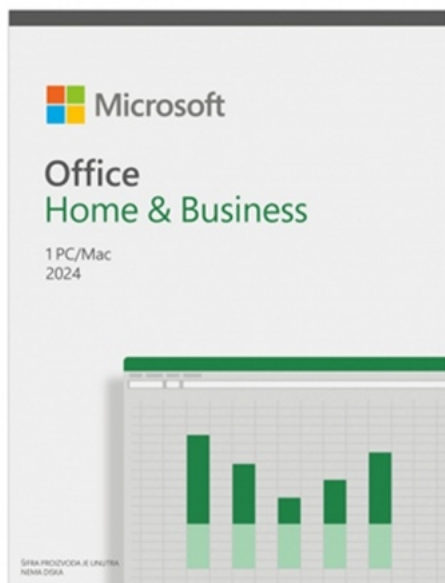 Microsoft
Office
Home & Business
1 PC/Mac
2024
ŠIFRA PROIZVODA JE UNUTRA
NEMA DISKA